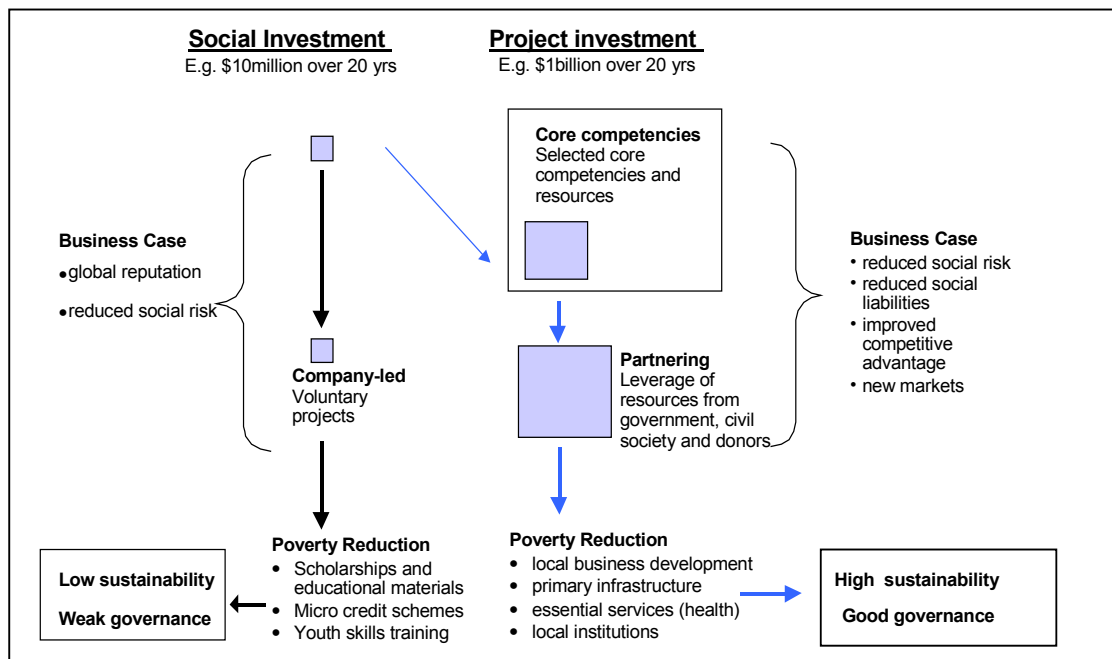 Social Investment
E.g. $10million over 20 yrs
Project investment
E.g. $1billion over 20 yrs
Core competencies
Selected core
competencies and
resources
Business Case
•global reputation
•reduced social risk
Business Case
• reduced social risk
• reduced social
liabilities
• improved
competitive
advantage
• new markets
Company-led
Voluntary
projects
Partnering
Leverage of
resources from
government, civil
society and donors
Poverty Reduction
• Scholarships and
educational materials
• Micro credit schemes
• Youth skills training
Poverty Reduction
• local business development
• primary infrastructure
• essential services (health)
• local institutions
Low sustainability
Weak governance
High sustainability
Good governance